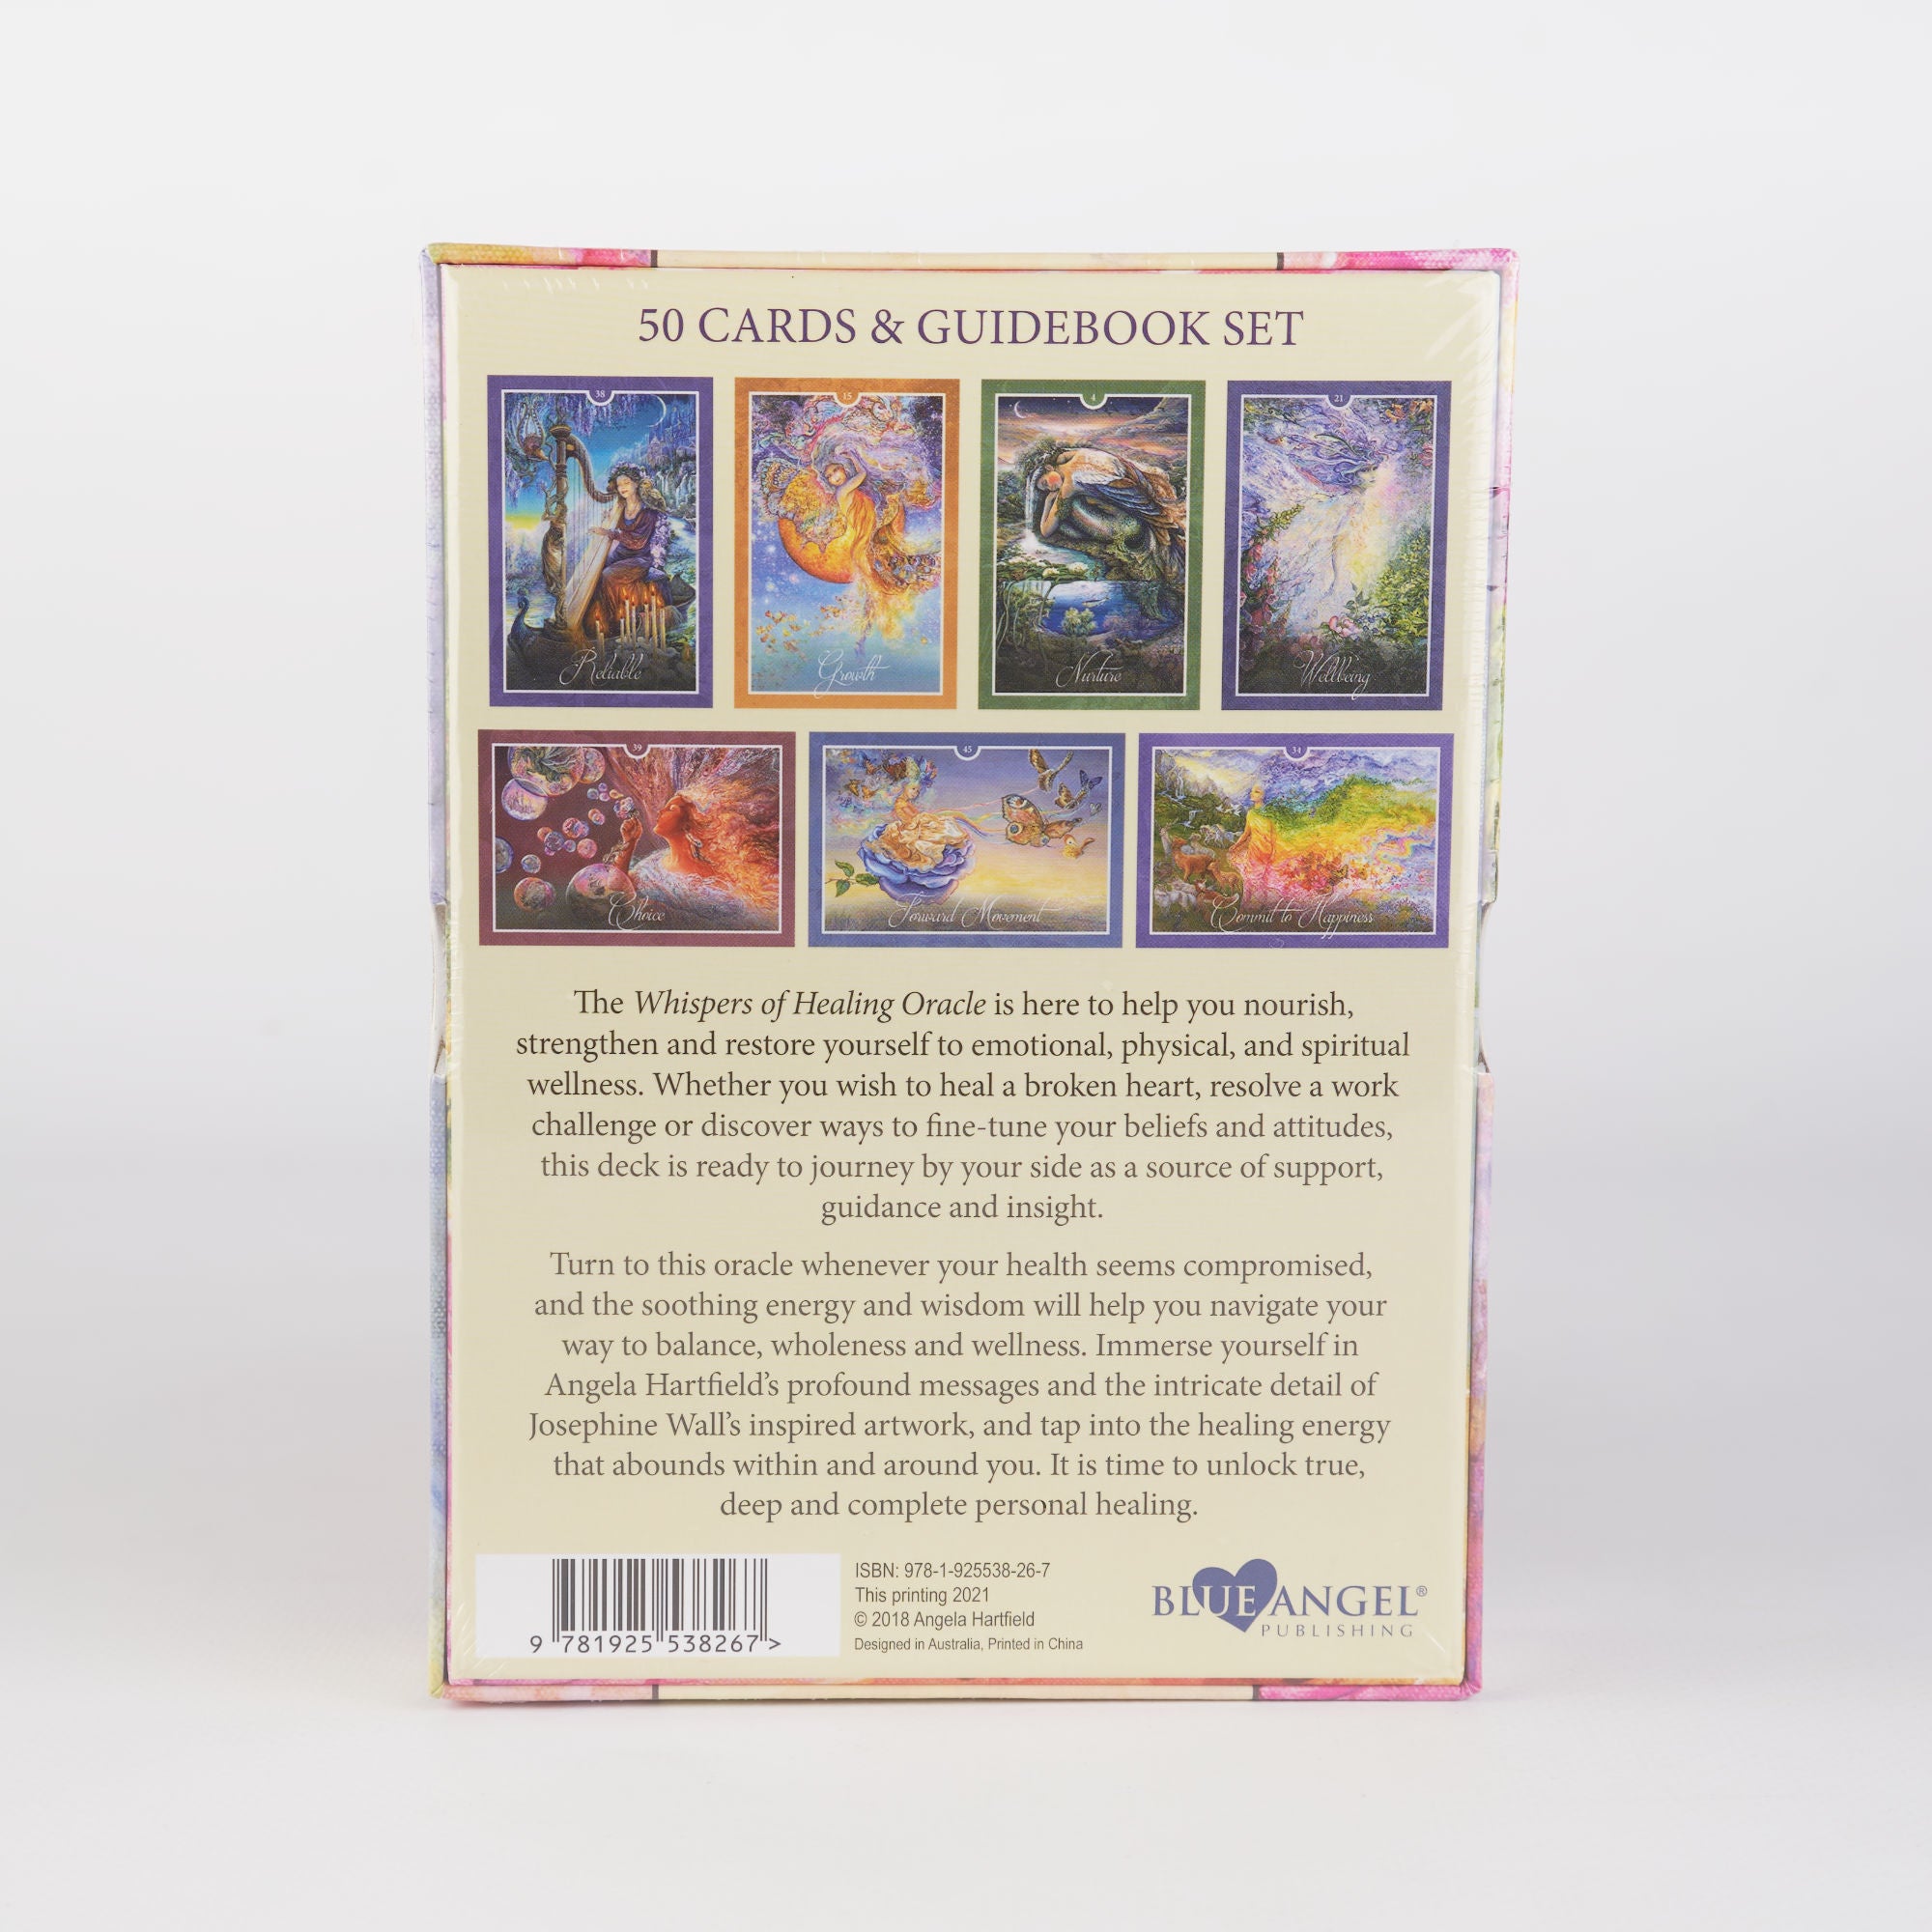 50 CARDS & GUIDEBOOK SET
38
15
4
21
Reliable
Growth
Nurture
Wellbeing
39
45
34
Choice
Forward Movement
Commit to Happiness
The Whispers of Healing Oracle is here to help you nourish,
strengthen and restore yourself to emotional, physical, and spiritual
wellness. Whether you wish to heal a broken heart, resolve a work
challenge or discover ways to fine-tune your beliefs and attitudes,
this deck is ready to journey by your side as a source of support,
guidance and insight.
Turn to this oracle whenever your health seems compromised,
and the soothing energy and wisdom will help you navigate your
way to balance, wholeness and wellness. Immerse yourself in
Angela Hartfield's profound messages and the intricate detail of
Josephine Wall's inspired artwork, and tap into the healing energy
that abounds within and around you. It is time to unlock true,
deep and complete personal healing.
9 781925 538267 >
ISBN: 978-1-925538-26-7
This printing 2021
© 2018 Angela Hartfield
Designed in Australia, Printed in China
BLUE ANGEL®
PUBLISHING